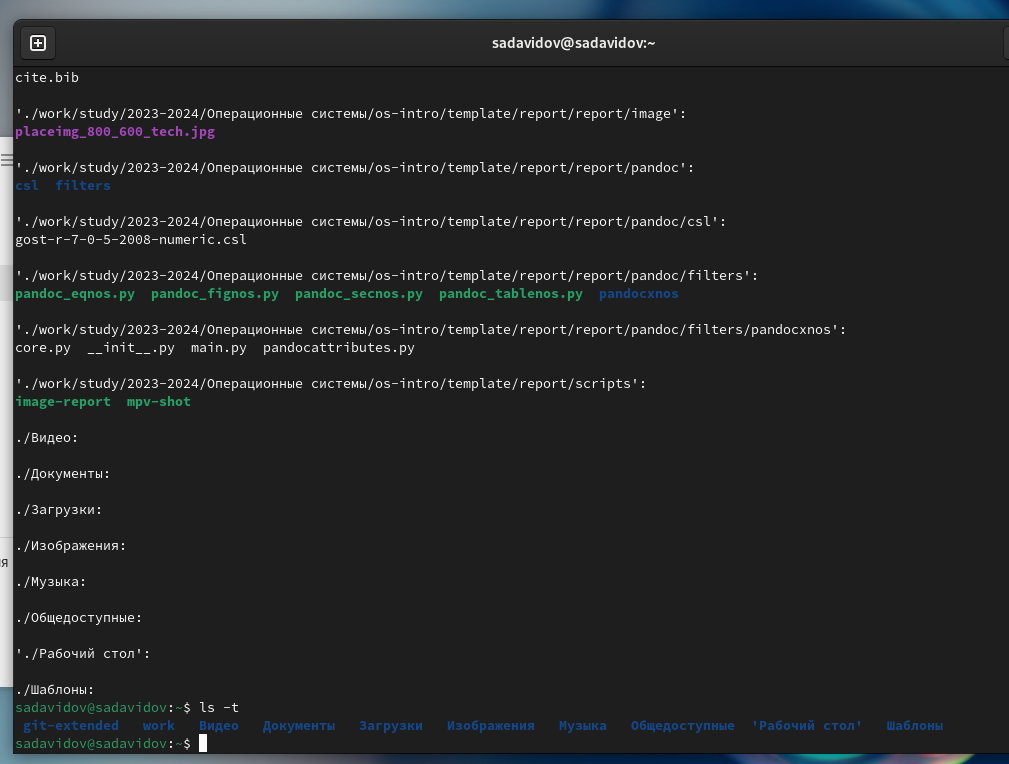 sadavidov@sadavidov:~
cite.bib
'./work/study/2023-2024/Операционные системы/os-intro/template/report/report/image':
placeimg_800_600_tech.jpg
'./work/study/2023-2024/Операционные системы/os-intro/template/report/report/pandoc':
csl  filters
'./work/study/2023-2024/Операционные системы/os-intro/template/report/report/pandoc/csl':
gost-r-7-0-5-2008-numeric.csl
'./work/study/2023-2024/Операционные системы/os-intro/template/report/report/pandoc/filters':
pandoc_eqnos.py  pandoc_fignos.py  pandoc_secnos.py  pandoc_tablenos.py  pandocxnos
'./work/study/2023-2024/Операционные системы/os-intro/template/report/report/pandoc/filters/pandocxnos':
core.py  __init__.py  main.py  pandocattributes.py
'./work/study/2023-2024/Операционные системы/os-intro/template/report/scripts':
image-report  mpv-shot
./Видео:
./Документы:
./Загрузки:
./Изображения:
./Музыка:
./Общедоступные:
'./Рабочий стол':
./Шаблоны:
sadavidov@sadavidov:~$ ls -t
git-extended  work  Видео  Документы  Загрузки  Изображения  Музыка  Общедоступные  'Рабочий стол'  Шаблоны
sadavidov@sadavidov:~$